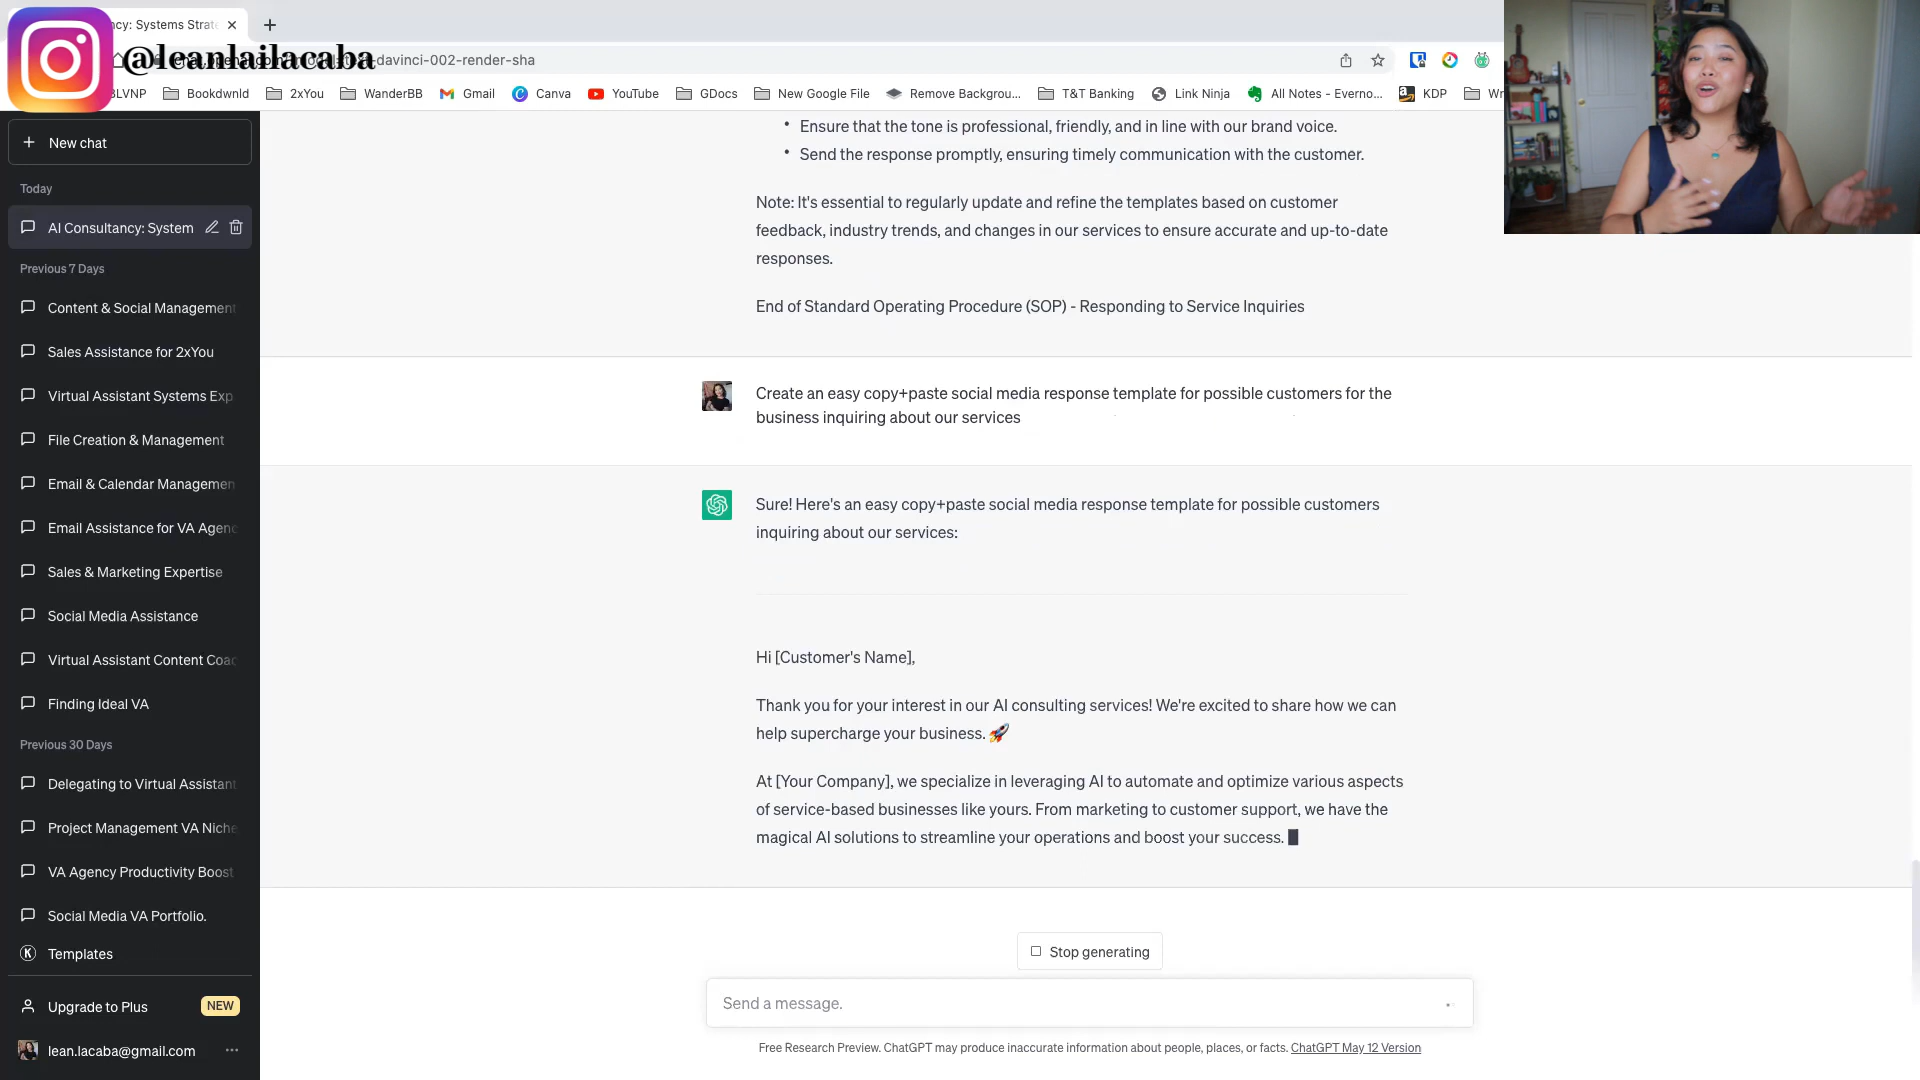 ncy: Systems Strate
@leanlailacaba
-davinci-002-render-sha
BLVNP
Bookdwnld
2xYou
WanderBB
Gmail
Canva
YouTube
GDocs
New Google File
Remove Backgrou...
T&T Banking
Link Ninja
All Notes - Everno...
KDP
Wr
New chat
Today
AI Consultancy: System
Previous 7 Days
Content & Social Management
Sales Assistance for 2xYou
Virtual Assistant Systems Exp
File Creation & Management
Email & Calendar Managemen
Email Assistance for VA Agenc
Sales & Marketing Expertise
Social Media Assistance
Virtual Assistant Content Coac
Finding Ideal VA
Previous 30 Days
Delegating to Virtual Assistant
Project Management VA Niche
VA Agency Productivity Boost
Social Media VA Portfolio.
Templates
Upgrade to Plus
NEW
lean.lacaba@gmail.com
• Ensure that the tone is professional, friendly, and in line with our brand voice.
• Send the response promptly, ensuring timely communication with the customer.
Note: It's essential to regularly update and refine the templates based on customer
feedback, industry trends, and changes in our services to ensure accurate and up-to-date
responses.
End of Standard Operating Procedure (SOP) - Responding to Service Inquiries
Create an easy copy+paste social media response template for possible customers for the
business inquiring about our services
Sure! Here's an easy copy+paste social media response template for possible customers
inquiring about our services:
Hi [Customer's Name],
Thank you for your interest in our AI consulting services! We're excited to share how we can
help supercharge your business. 🚀
At [Your Company], we specialize in leveraging AI to automate and optimize various aspects
of service-based businesses like yours. From marketing to customer support, we have the
magical AI solutions to streamline your operations and boost your success.
Stop generating
Send a message.
Free Research Preview. ChatGPT may produce inaccurate information about people, places, or facts. ChatGPT May 12 Version